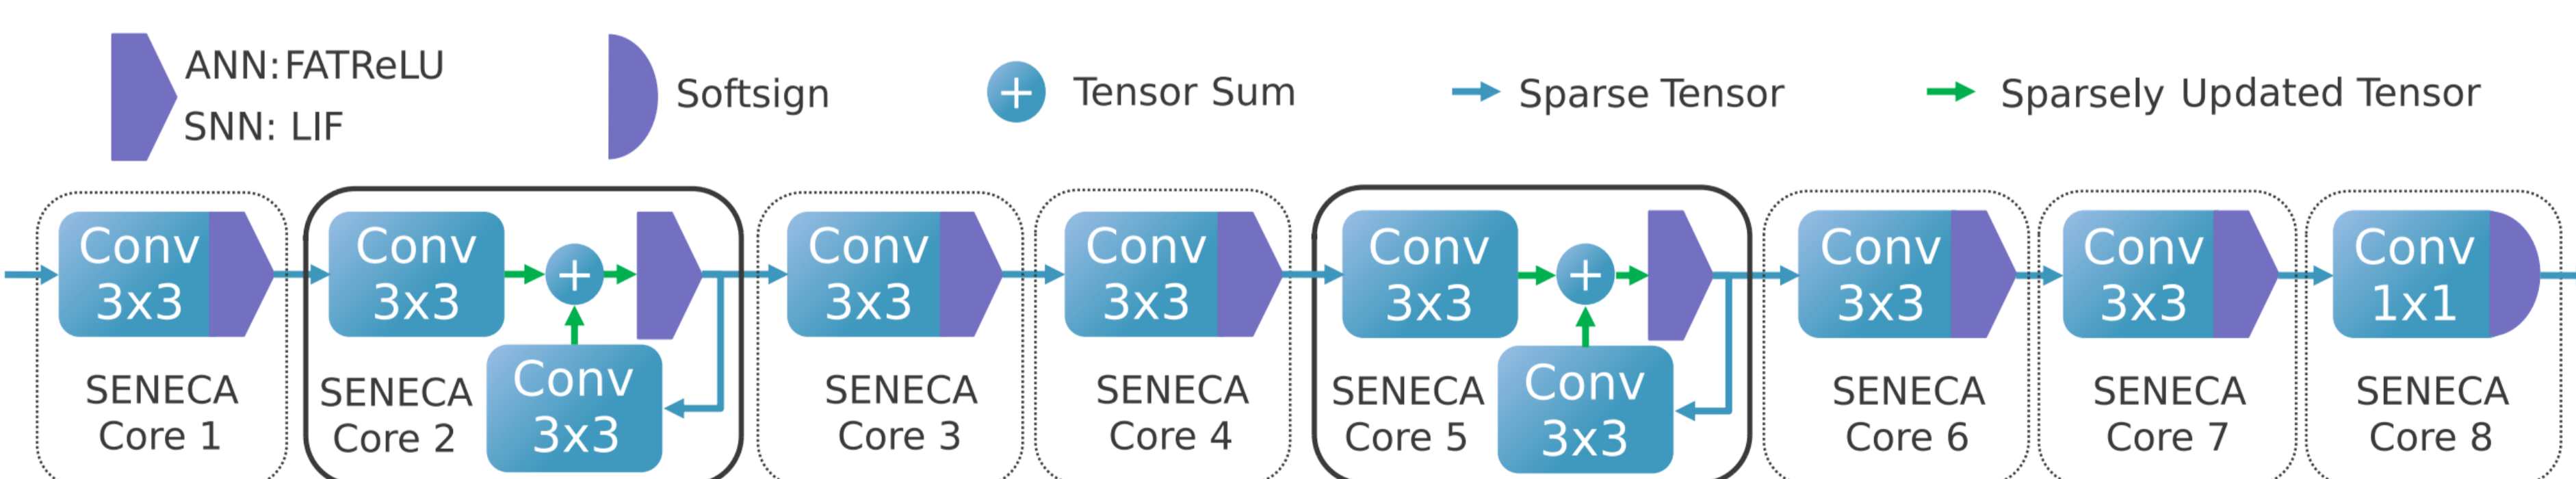 ANN:FATReLU
SNN: LIF
Softsign
+
Tensor Sum
Sparse Tensor
Sparsely Updated Tensor
Conv
3x3
SENECA
Core 1
Conv
3x3
+
Conv
3x3
SENECA
Core 2
Conv
3x3
SENECA
Core 3
Conv
3x3
SENECA
Core 4
Conv
3x3
+
Conv
3x3
SENECA
Core 5
Conv
3x3
SENECA
Core 6
Conv
3x3
SENECA
Core 7
Conv
1x1
SENECA
Core 8